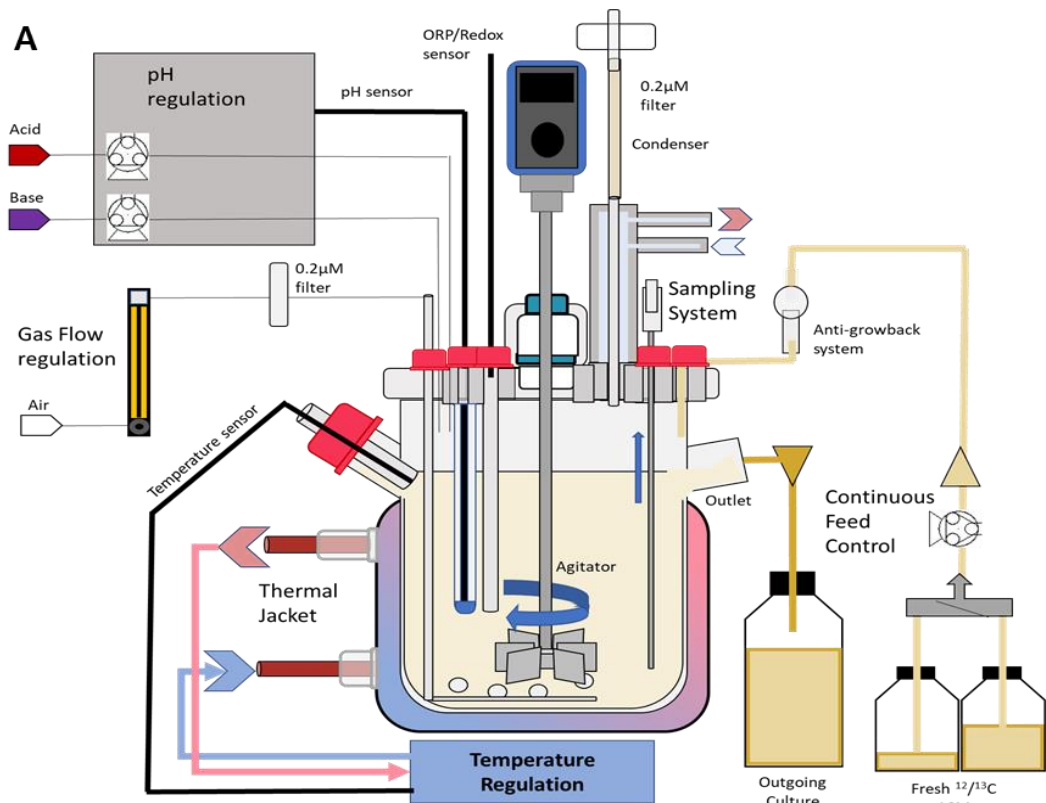 A
pH
regulation
Acid
Base
pH sensor
ORP/Redox
sensor
0.2µM
filter
Condenser
0.2µM
filter
Gas Flow
regulation
Air
Temperature sensor
Sampling
System
Anti-growback
system
Outlet
Continuous
Feed
Control
Agitator
Thermal
Jacket
Temperature
Regulation
Outgoing
Culture
Fresh ¹²/¹³C